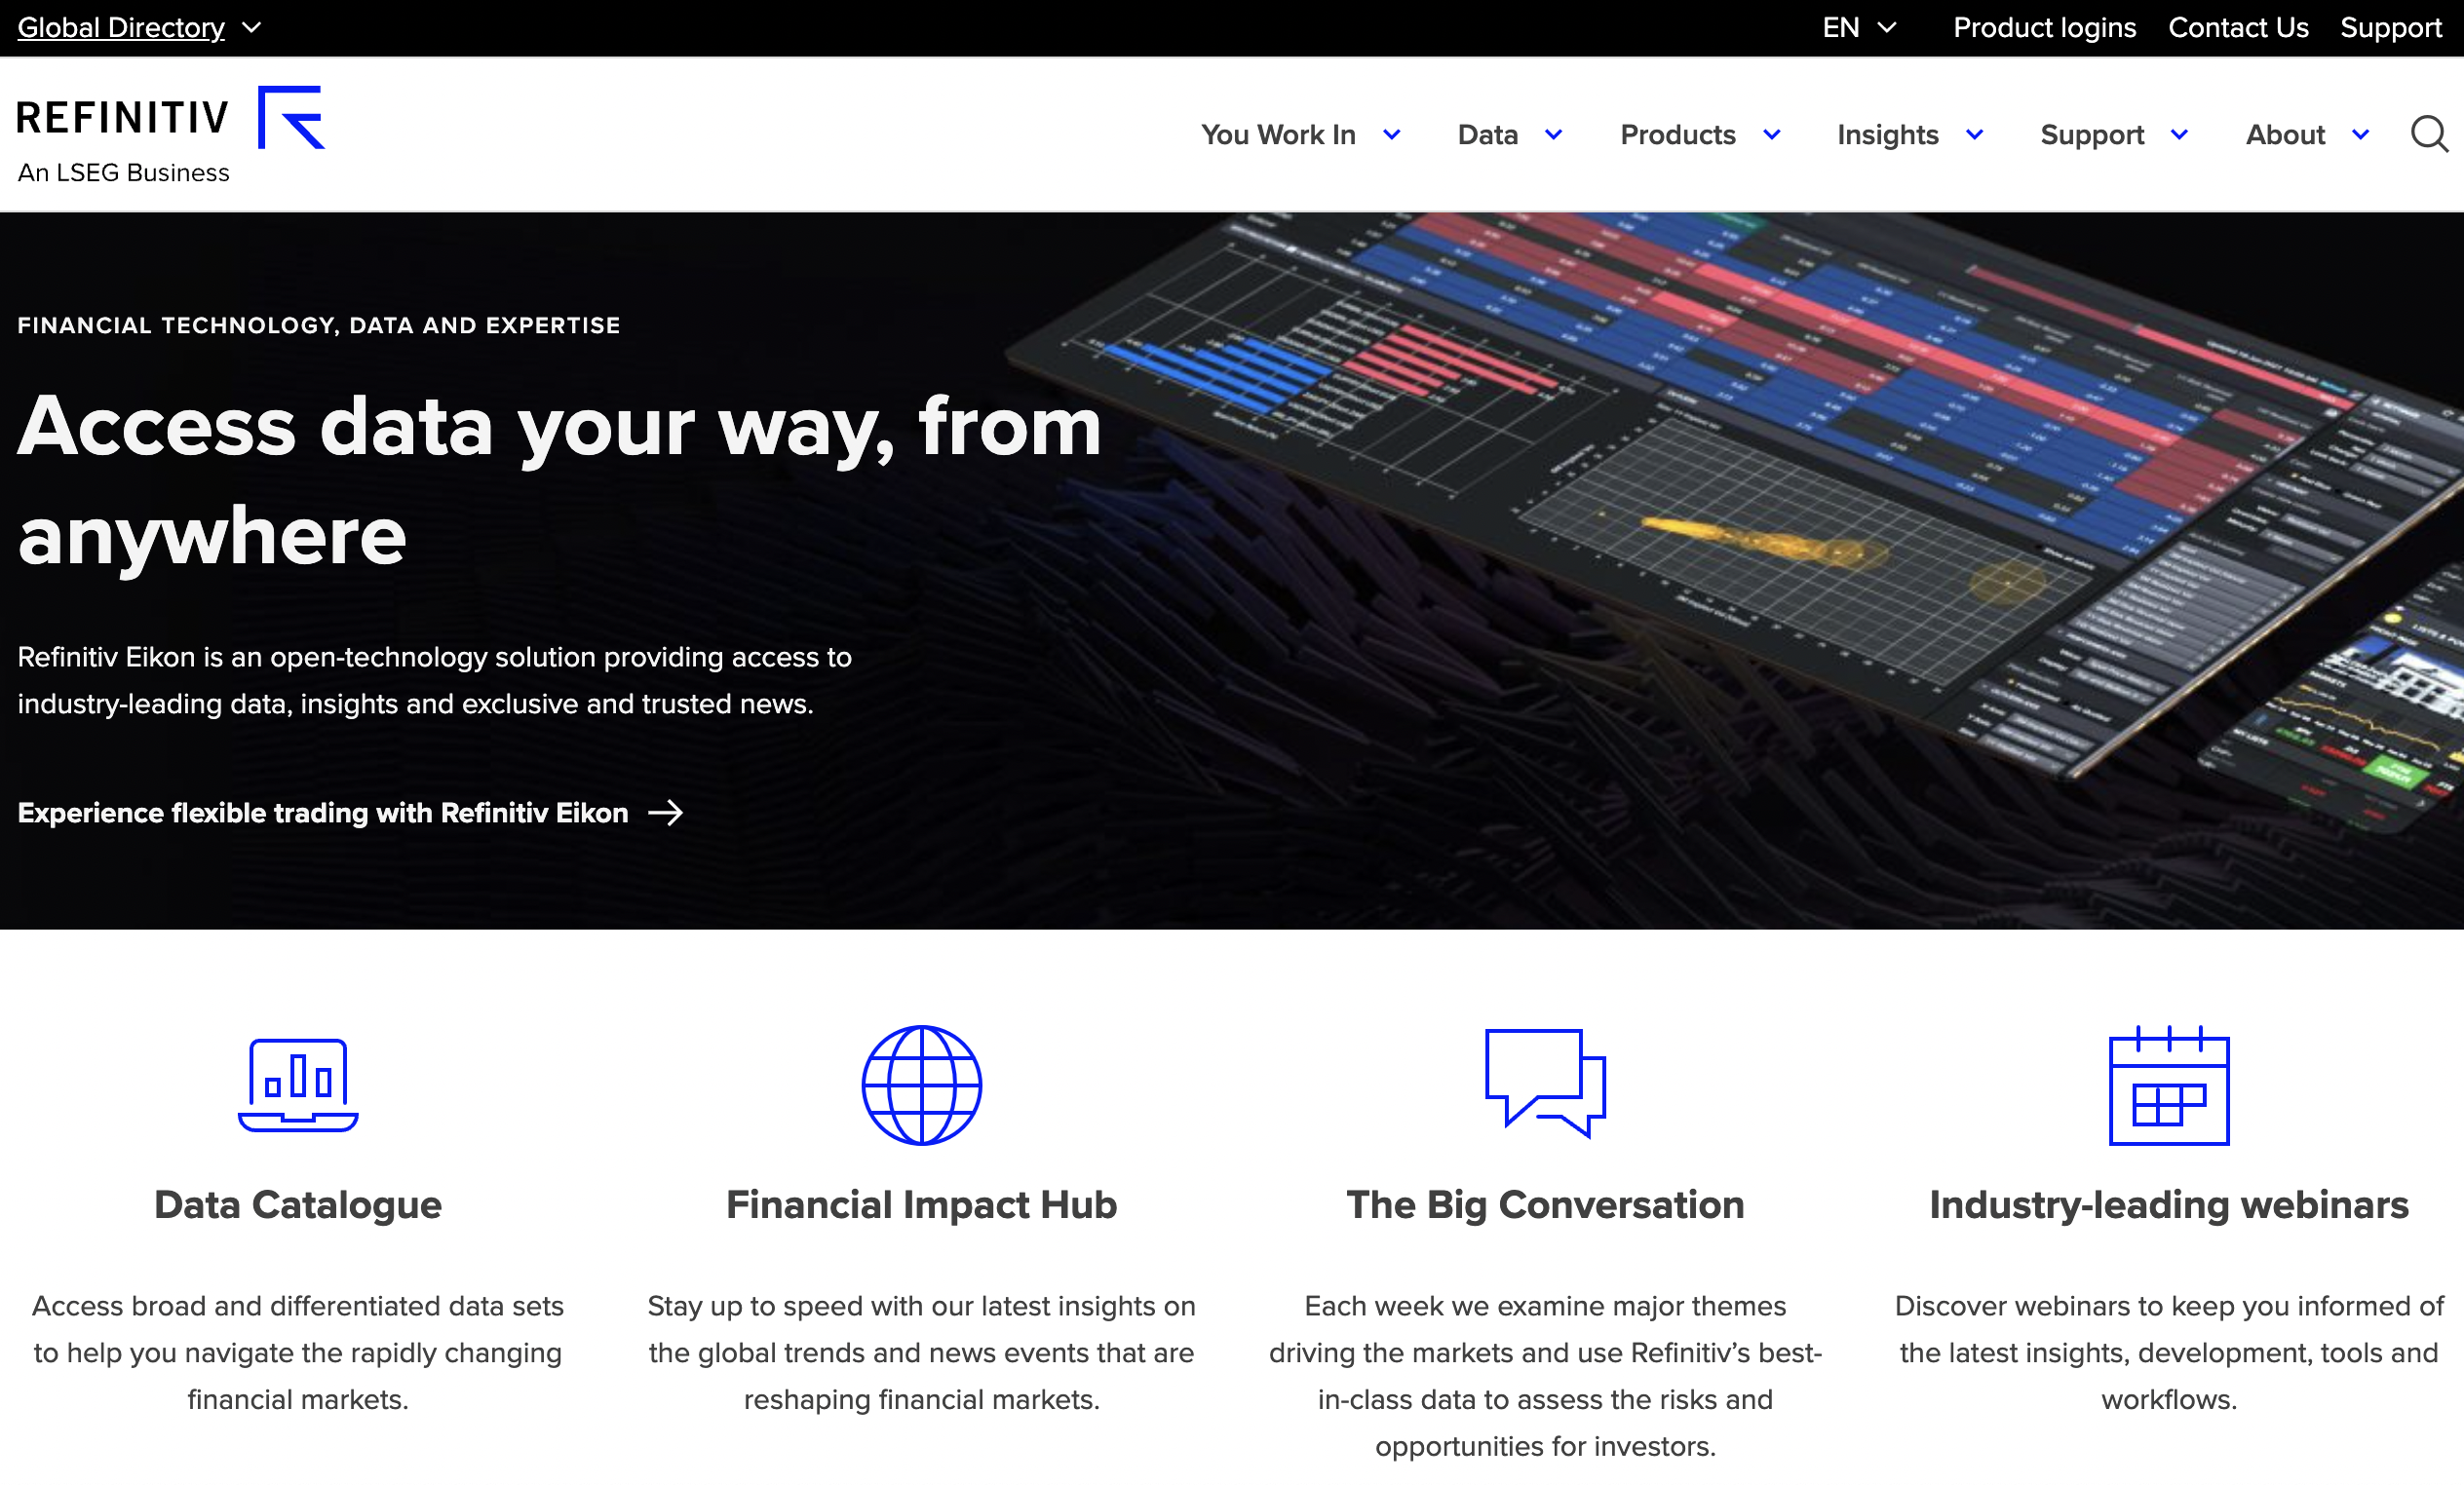 Global Directory
EN
Product logins
Contact Us
Support
REFINITIV
An LSEG Business
You Work In
Data
Products
Insights
Support
About
FINANCIAL TECHNOLOGY, DATA AND EXPERTISE
Access data your way, from
anywhere
Refinitiv Eikon is an open-technology solution providing access to
industry-leading data, insights and exclusive and trusted news.
Experience flexible trading with Refinitiv Eikon
Data Catalogue
Access broad and differentiated data sets
to help you navigate the rapidly changing
financial markets.
Financial Impact Hub
Stay up to speed with our latest insights on
the global trends and news events that are
reshaping financial markets.
The Big Conversation
Each week we examine major themes
driving the markets and use Refinitiv’s best-
in-class data to assess the risks and
opportunities for investors.
Industry-leading webinars
Discover webinars to keep you informed of
the latest insights, development, tools and
workflows.